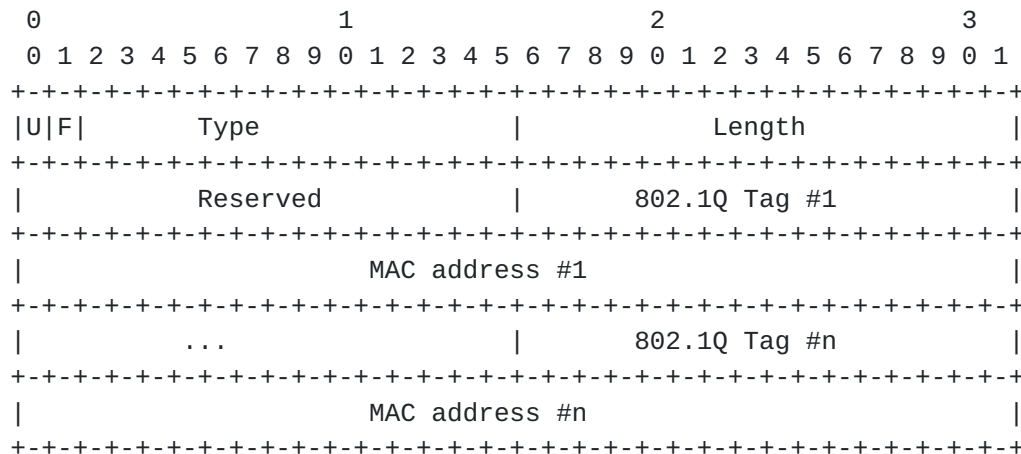 0                   1                   2                   3
 0 1 2 3 4 5 6 7 8 9 0 1 2 3 4 5 6 7 8 9 0 1 2 3 4 5 6 7 8 9 0 1
+-+-+-+-+-+-+-+-+-+-+-+-+-+-+-+-+-+-+-+-+-+-+-+-+-+-+-+-+-+-+-+-+
|U|F|       Type                |            Length             |
+-+-+-+-+-+-+-+-+-+-+-+-+-+-+-+-+-+-+-+-+-+-+-+-+-+-+-+-+-+-+-+-+
|           Reserved            |       802.1Q Tag #1           |
+-+-+-+-+-+-+-+-+-+-+-+-+-+-+-+-+-+-+-+-+-+-+-+-+-+-+-+-+-+-+-+-+
|                      MAC address #1                           |
+-+-+-+-+-+-+-+-+-+-+-+-+-+-+-+-+-+-+-+-+-+-+-+-+-+-+-+-+-+-+-+-+
|          ...                  |       802.1Q Tag #n           |
+-+-+-+-+-+-+-+-+-+-+-+-+-+-+-+-+-+-+-+-+-+-+-+-+-+-+-+-+-+-+-+-+
|                      MAC address #n                           |
+-+-+-+-+-+-+-+-+-+-+-+-+-+-+-+-+-+-+-+-+-+-+-+-+-+-+-+-+-+-+-+-+